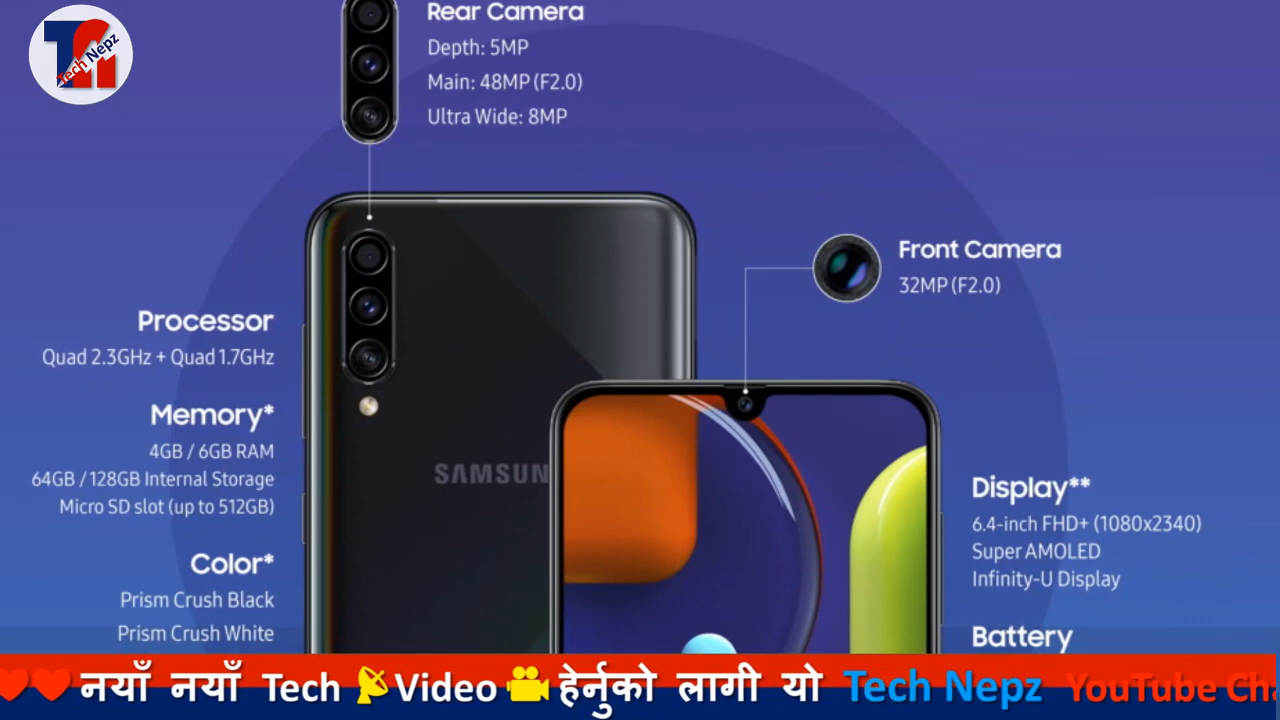 Tech Nepz
Rear Camera
Depth: 5MP
Main: 48MP (F2.0)
Ultra Wide: 8MP
Front Camera
32MP (F2.0)
Processor
Quad 2.3GHz + Quad 1.7GHz
Memory*
4GB / 6GB RAM
64GB / 128GB Internal Storage
Micro SD slot (up to 512GB)
Color*
Prism Crush Black
Prism Crush White
SAMSUN
Display**
6.4-inch FHD+ (1080x2340)
Super AMOLED
Infinity-U Display
Battery
नयाँ नयाँ Tech Video हेर्नुको लागी यो Tech Nepz YouTube Cha